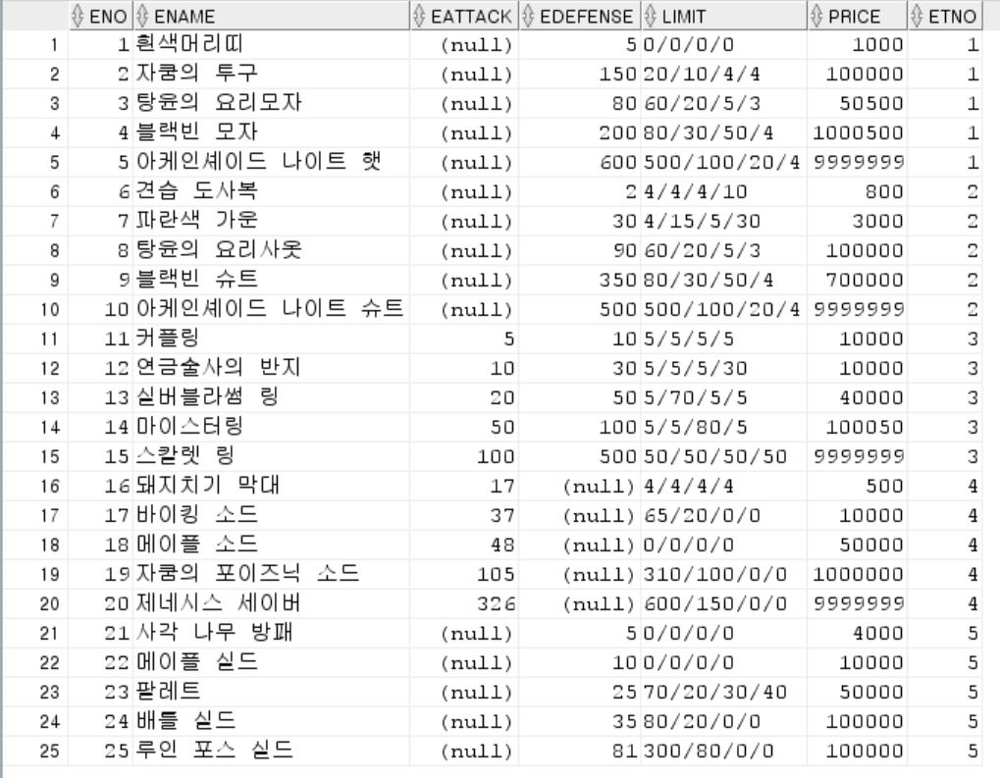 ENO ENAME EATTACK EDEFENSE LIMIT PRICE ETNO
1 1 흰색머리띠 (null) 5 0/0/0/0 1000 1
2 2 자쿰의 투구 (null) 150 20/10/4/4 100000 1
3 3 탕윤의 요리모자 (null) 80 60/20/5/3 50500 1
4 4 블랙빈 모자 (null) 200 80/30/50/4 1000500 1
5 5 아케인셰이드 나이트 햇 (null) 600 500/100/20/4 9999999 1
6 6 견습 도사복 (null) 2 4/4/4/10 800 2
7 7 파란색 가운 (null) 30 4/15/5/30 3000 2
8 8 탕윤의 요리사옷 (null) 90 60/20/5/3 100000 2
9 9 블랙빈 슈트 (null) 350 80/30/50/4 700000 2
10 10 아케인셰이드 나이트 슈트 (null) 500 500/100/20/4 9999999 2
11 11 커플링 5 10 5/5/5/5 10000 3
12 12 연금술사의 반지 10 30 5/5/5/30 10000 3
13 13 실버블라썸 링 20 50 5/70/5/5 40000 3
14 14 마이스터링 50 100 5/5/80/5 100050 3
15 15 스칼렛 링 100 500 50/50/50/50 9999999 3
16 16 돼지치기 막대 17 (null) 4/4/4/4 500 4
17 17 바이킹 소드 37 (null) 65/20/0/0 10000 4
18 18 메이플 소드 48 (null) 0/0/0/0 50000 4
19 19 자쿰의 포이즈닉 소드 105 (null) 310/100/0/0 1000000 4
20 20 제네시스 세이버 326 (null) 600/150/0/0 9999999 4
21 21 사각 나무 방패 (null) 5 0/0/0/0 4000 5
22 22 메이플 실드 (null) 10 0/0/0/0 10000 5
23 23 팔레트 (null) 25 70/20/30/40 50000 5
24 24 배틀 실드 (null) 35 80/20/0/0 100000 5
25 25 루인 포스 실드 (null) 81 300/80/0/0 100000 5